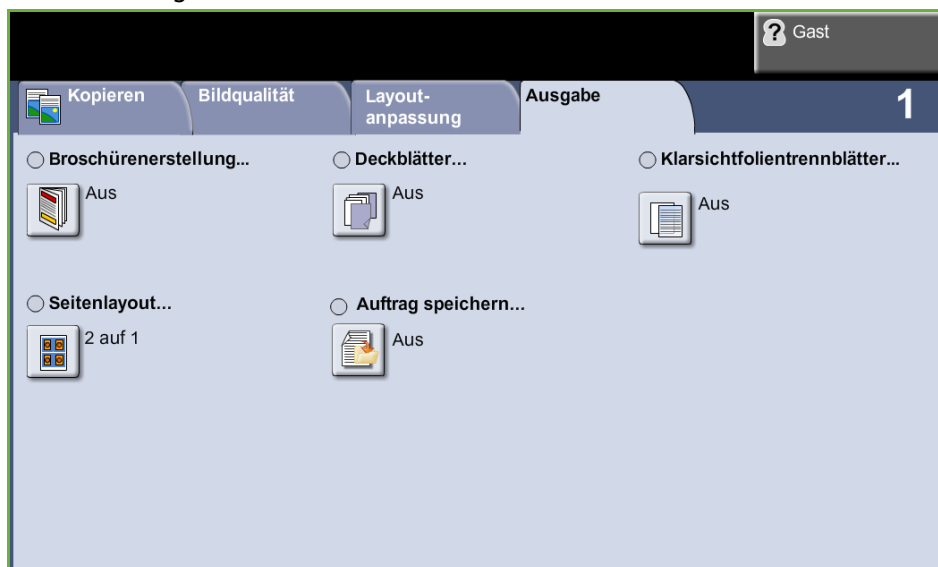 Gast
Kopieren
Bildqualität
Layout-
anpassung
Ausgabe
1
Broschürenerstellung...
Aus
Deckblätter...
Aus
Klarsichtfolientrennblätter...
Aus
Seitenlayout...
2 auf 1
Auftrag speichern...
Aus